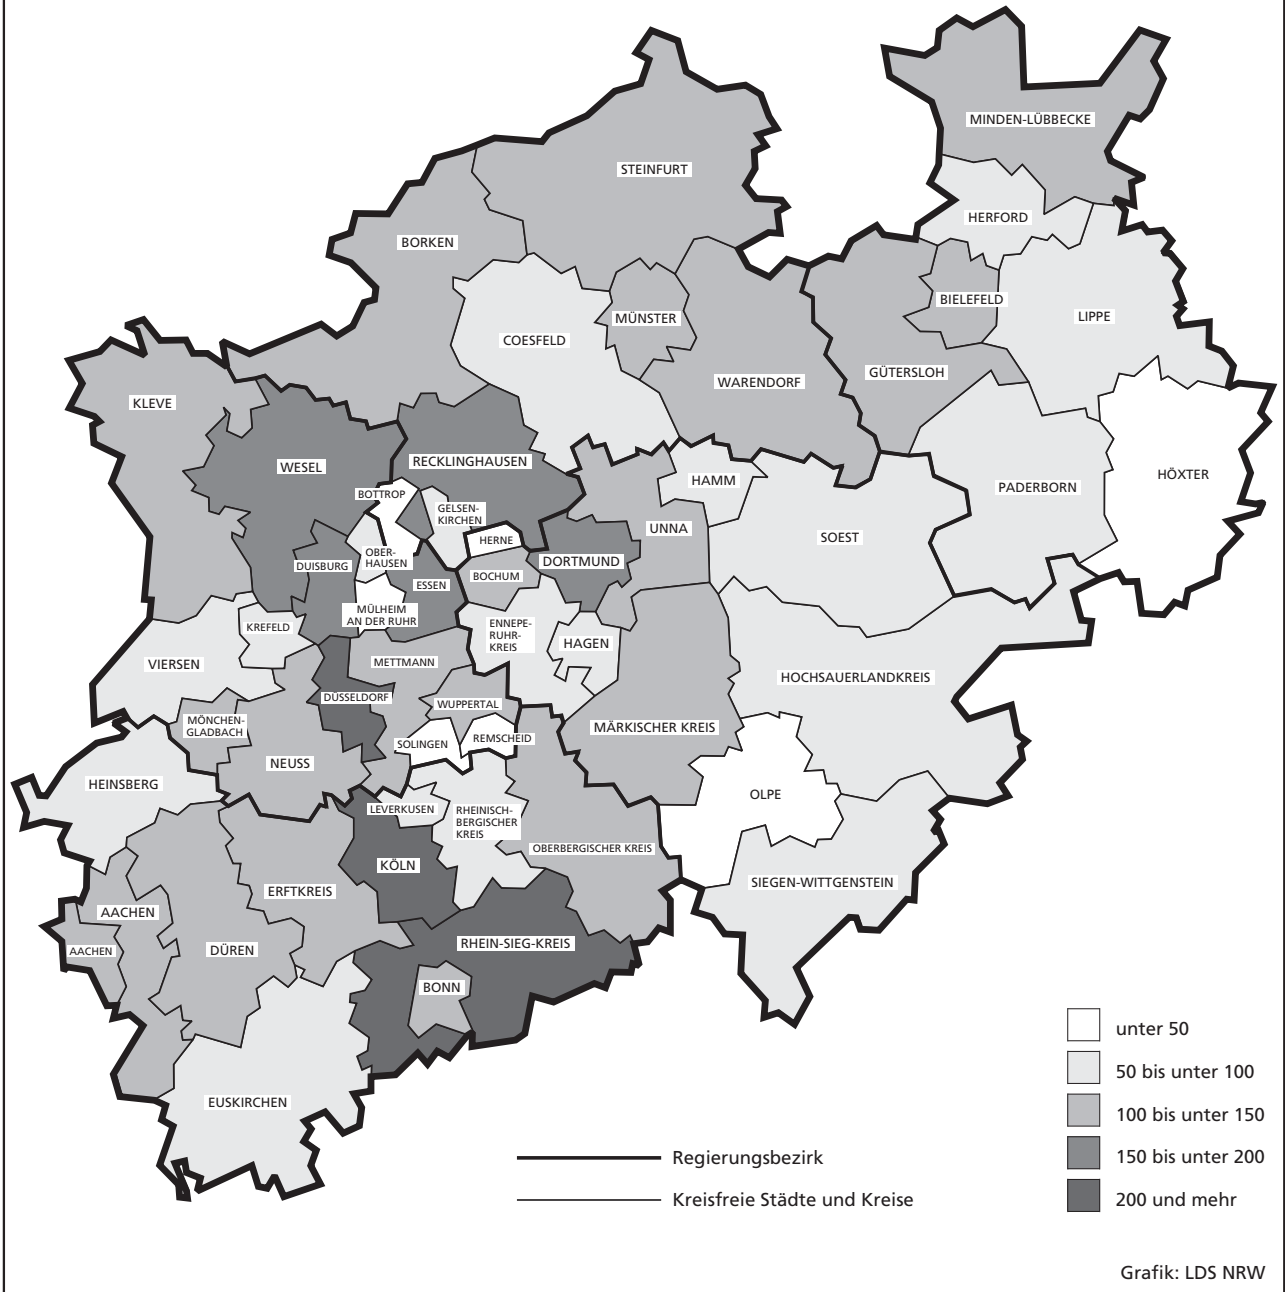 MINDEN-LÜBBECKE
STEINFURT
HERFORD
BORKEN
BIELEFELD
LIPPE
MÜNSTER
COESFELD
GÜTERSLOH
WARENDORF
KLEVE
RECKLINGHAUSEN
WESEL
HÖXTER
HAMM
PADERBORN
BOTTROP
GELSEN-
KIRCHEN
UNNA
SOEST
HERNE
OBER-
HAUSEN
DORTMUND
DUISBURG
BOCHUM
ESSEN
MÜLHEIM
AN DER RUHR
KREFELD
ENNEPE-
RUHR-
KREIS
HAGEN
VIERSEN
METTMANN
HOCHSAUERLANDKREIS
DÜSSELDORF
WUPPERTAL
MÖNCHEN-
GLADBACH
MÄRKISCHER KREIS
REMSCHEID
SOLINGEN
NEUSS
HEINSBERG
OLPE
LEVERKUSEN
RHEINISCH-
BERGISCHER
KREIS
OBERBERGISCHER KREIS
KÖLN
SIEGEN-WITTGENSTEIN
ERFTKREIS
AACHEN
RHEIN-SIEG-KREIS
AACHEN
DÜREN
BONN
EUSKIRCHEN
unter 50
50 bis unter 100
100 bis unter 150
150 bis unter 200
200 und mehr
Regierungsbezirk
Kreisfreie Städte und Kreise
Grafik: LDS NRW